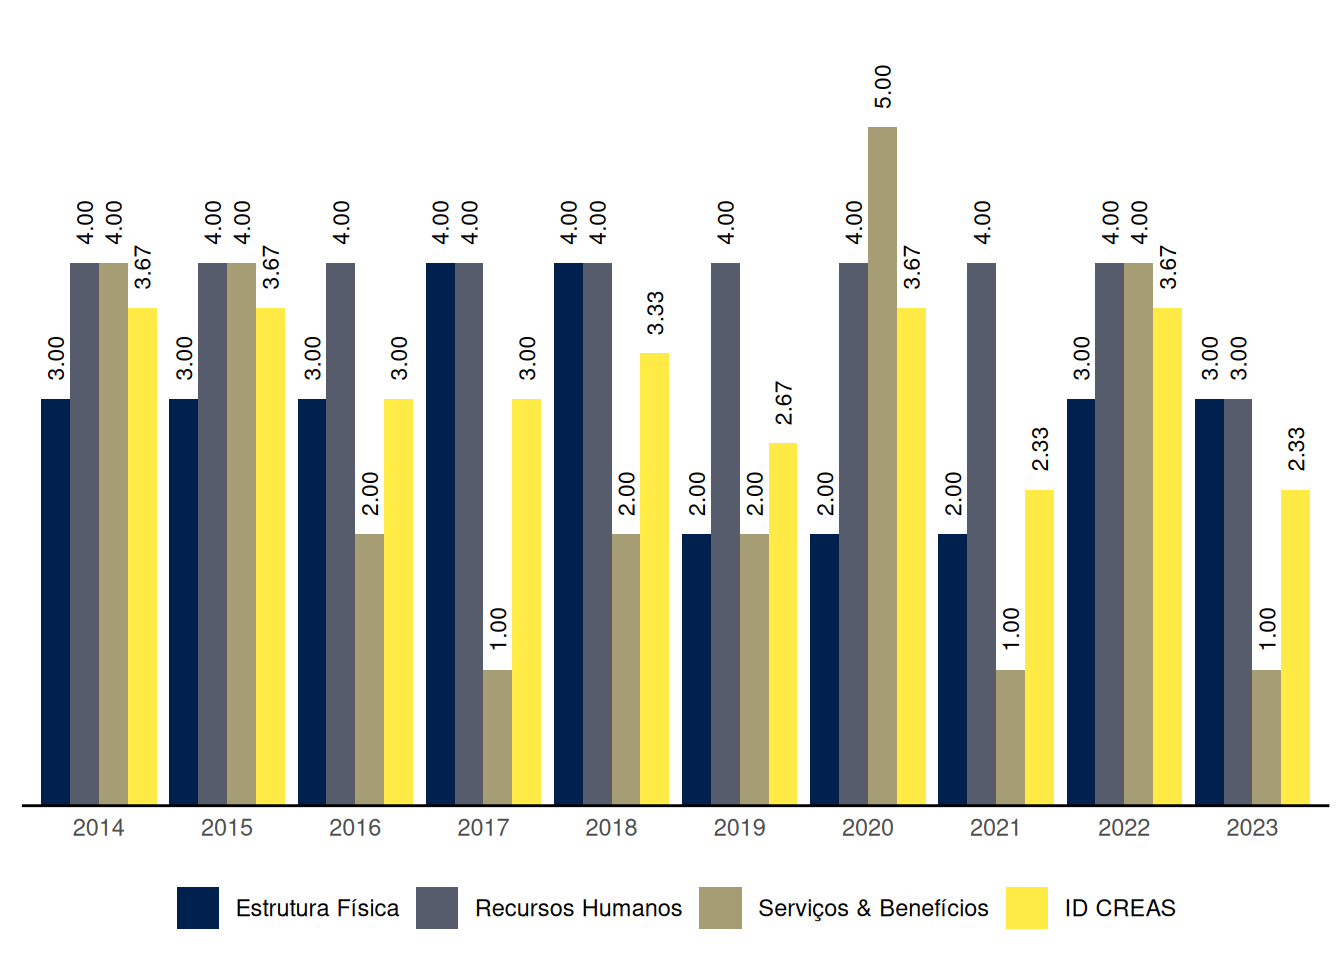 5.00
4.00 4.00 4.00 4.00 4.00 4.00 4.00 4.00 4.00 4.00 4.00 4.00 4.00 4.00
3.67 3.67 3.67 3.67
3.33
3.00 3.00 3.00 3.00 3.00 3.00 3.00 3.00
2.67
2.33 2.33
2.00 2.00 2.00 2.00 2.00 2.00
1.00 1.00 1.00
2014 2015 2016 2017 2018 2019 2020 2021 2022 2023
Estrutura Física Recursos Humanos Serviços & Benefícios ID CREAS